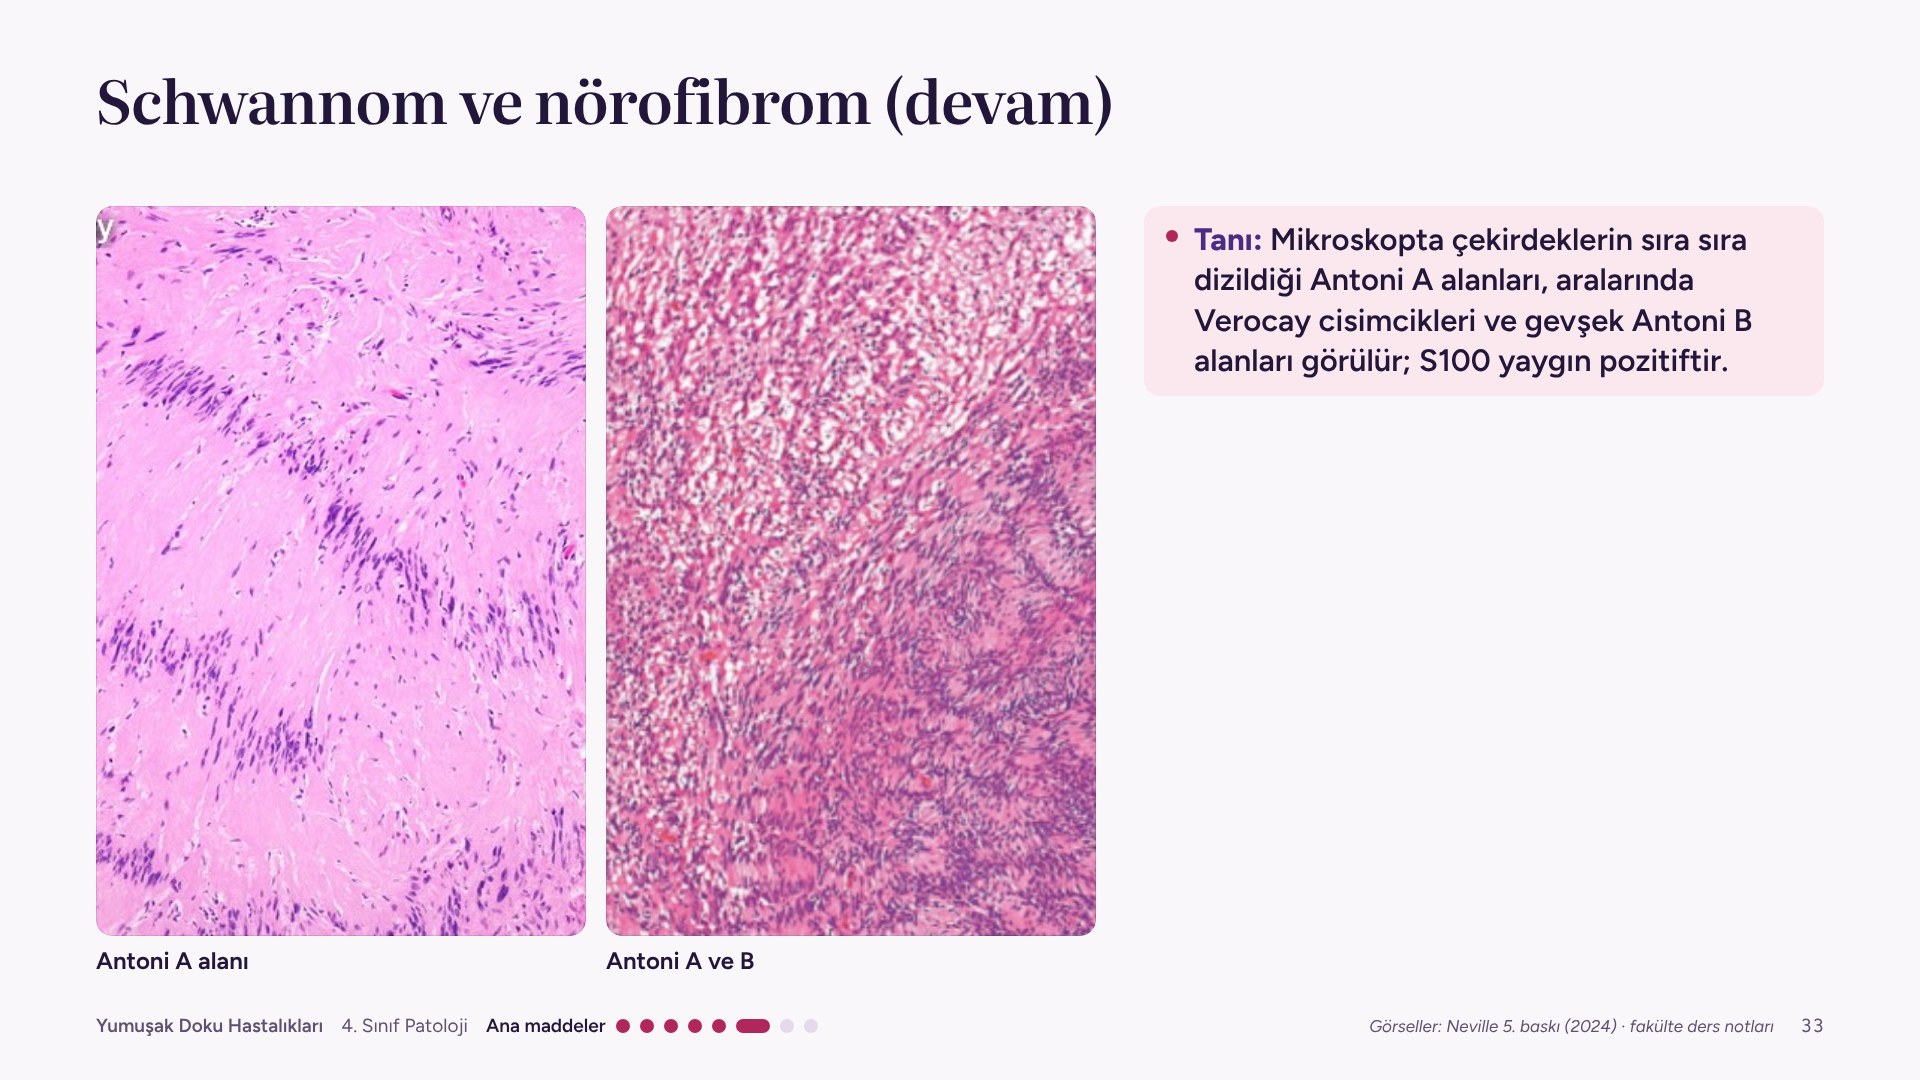 Schwannom ve nörofibrom (devam)
y
Antoni A alanı
Antoni A ve B
Tanı: Mikroskopta çekirdeklerin sıra sıra
dizildiği Antoni A alanları, aralarında
Verocay cisimcikleri ve gevşek Antoni B
alanları görülür; S100 yaygın pozitiftir.
Yumuşak Doku Hastalıkları 4. Sınıf Patoloji Ana maddeler
Görseller: Neville 5. baskı (2024) · fakülte ders notları 33